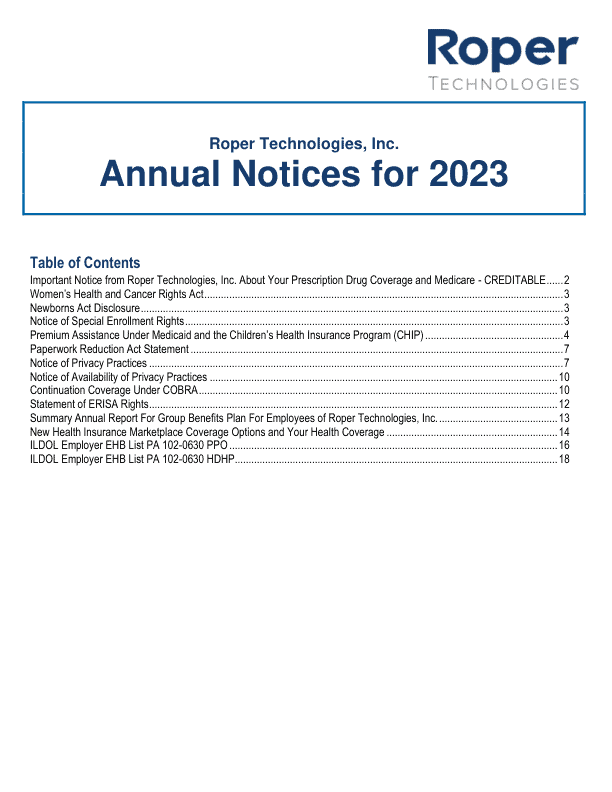 Roper
TECHNOLOGIES
Roper Technologies, Inc.
Annual Notices for 2023
Table of Contents
Important Notice from Roper Technologies, Inc. About Your Prescription Drug Coverage and Medicare - CREDITABLE......2
Women's Health and Cancer Rights Act......3
Newborns Act Disclosure......3
Notice of Special Enrollment Rights......3
Premium Assistance Under Medicaid and the Children's Health Insurance Program (CHIP)......4
Paperwork Reduction Act Statement......7
Notice of Privacy Practices......7
Notice of Availability of Privacy Practices......10
Continuation Coverage Under COBRA......10
Statement of ERISA Rights......12
Summary Annual Report For Group Benefits Plan For Employees of Roper Technologies, Inc.......13
New Health Insurance Marketplace Coverage Options and Your Health Coverage......14
ILDOL Employer EHB List PA 102-0630 PPO......16
ILDOL Employer EHB List PA 102-0630 HDHP......18